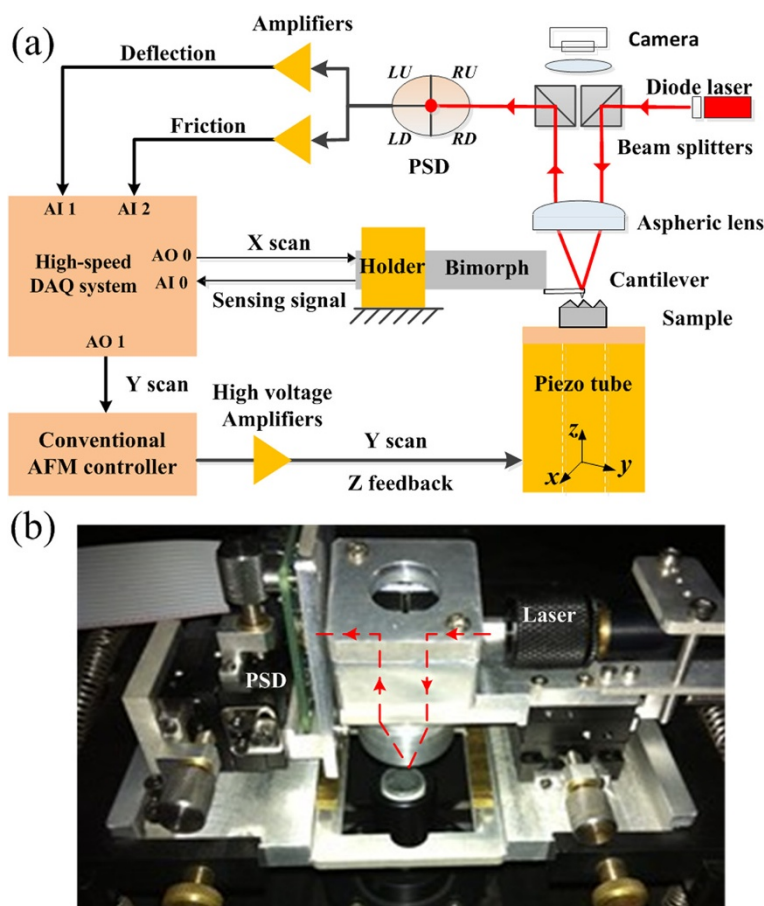 (a)
Amplifiers
Deflection
Friction
LU
RU
LD
RD
PSD
Camera
Diode laser
Beam splitters
Aspheric lens
AI 1
AI 2
High-speed
DAQ system
AO 0
AI 0
AO 1
X scan
Sensing signal
Holder
Bimorph
Cantilever
Sample
Y scan
High voltage
Amplifiers
Conventional
AFM controller
Y scan
Z feedback
Piezo tube
z
x
y
(b)
Laser
PSD